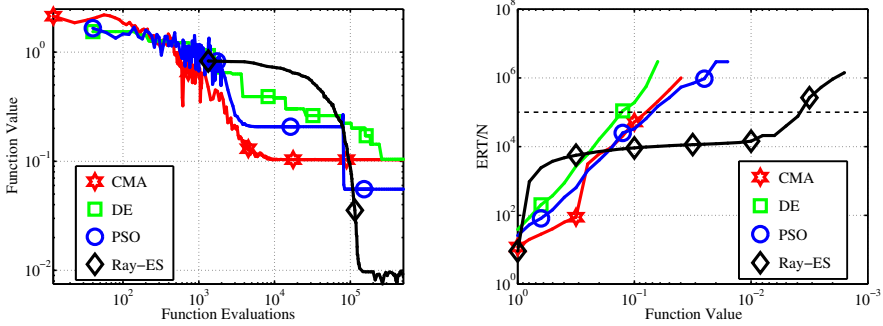 Function Value
10^0
10^-1
10^-2
10^2
10^3
10^4
10^5
Function Evaluations
CMA
DE
PSO
Ray-ES
ERT/N
10^8
10^6
10^4
10^2
10^0
10^0
10^-1
10^-2
10^-3
Function Value
CMA
DE
PSO
Ray-ES